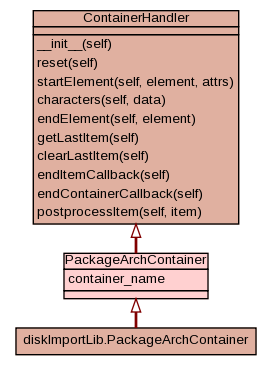 ContainerHandler
__init__(self)
reset(self)
startElement(self, element, attrs)
characters(self, data)
endElement(self, element)
getLastItem(self)
clearLastItem(self)
endItemCallback(self)
endContainerCallback(self)
postprocessItem(self, item)
PackageArchContainer
container_name
diskImportLib.PackageArchContainer